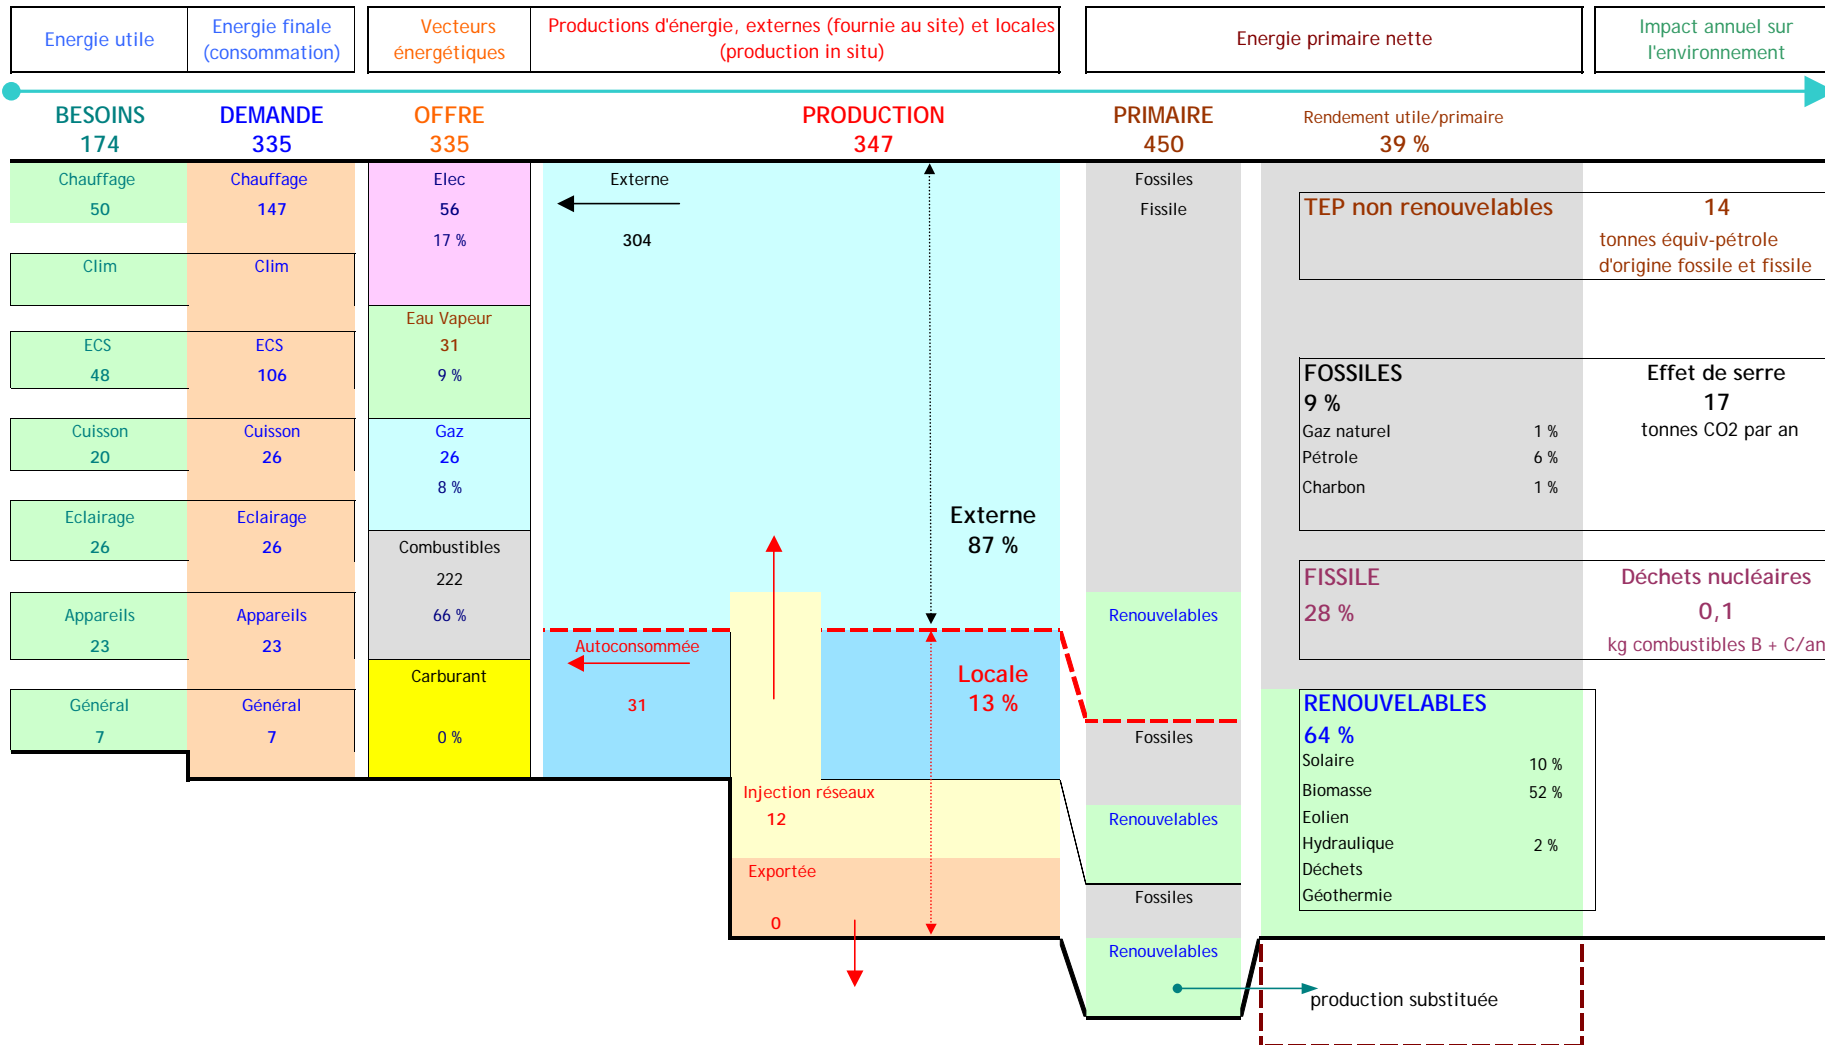 Energie utile
Energie finale
(consommation)
Vecteurs
énergétiques
Productions d'énergie, externes (fournie au site) et locales
(production in situ)
Energie primaire nette
Impact annuel sur
l'environnement
BESOINS
174
DEMANDE
335
OFFRE
335
PRODUCTION
347
PRIMAIRE
450
Rendement utile/primaire
39 %
Chauffage
50
Clim
ECS
48
Cuisson
20
Eclairage
26
Appareils
23
Général
7
Chauffage
147
Clim
ECS
106
Cuisson
26
Eclairage
26
Appareils
23
Général
7
Elec
56
17 %
Eau Vapeur
31
9 %
Gaz
26
8 %
Combustibles
222
66 %
Carburant
0 %
Externe
304
Externe
87 %
Autoconsommée
31
Locale
13 %
Injection réseaux
12
Exportée
0
Fossiles
Fissile
Renouvelables
Fossiles
Renouvelables
Fossiles
Renouvelables
TEP non renouvelables
14
tonnes équiv-pétrole
d'origine fossile et fissile
FOSSILES
9 %
Gaz naturel 1 %
Pétrole 6 %
Charbon 1 %
Effet de serre
17
tonnes CO2 par an
FISSILE
28 %
Déchets nucléaires
0,1
kg combustibles B + C/an
RENOUVELABLES
64 %
Solaire 10 %
Biomasse 52 %
Eolien
Hydraulique 2 %
Déchets
Géothermie
production substituée